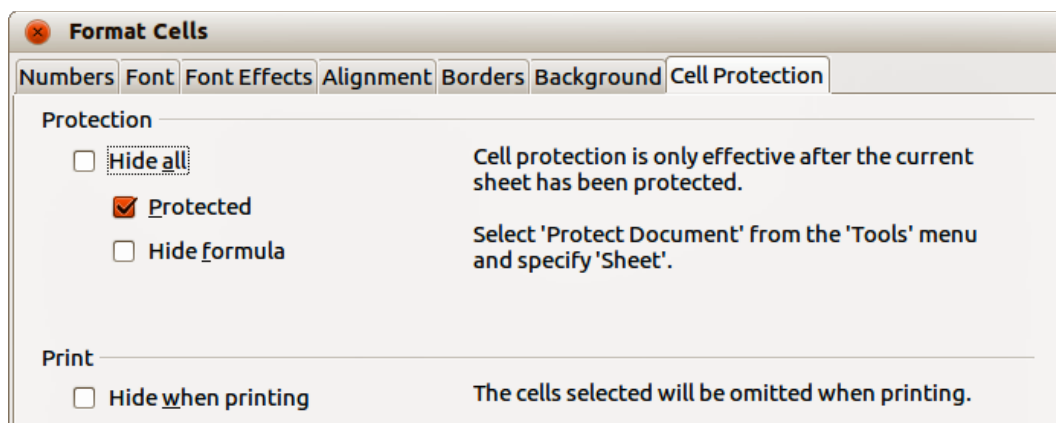 Format Cells
Numbers Font Font Effects Alignment Borders Background Cell Protection
Protection
Hide all
Cell protection is only effective after the current
sheet has been protected.
Protected
Hide formula
Select 'Protect Document' from the 'Tools' menu
and specify 'Sheet'.
Print
Hide when printing
The cells selected will be omitted when printing.